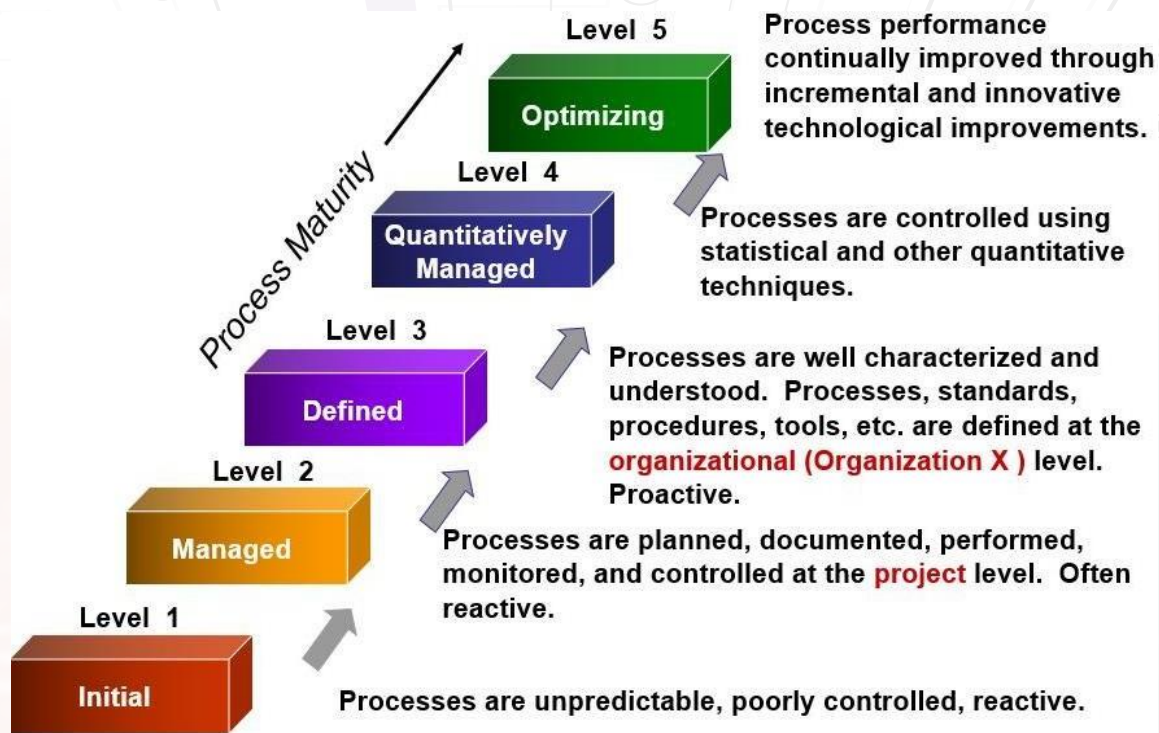 Level 5
Optimizing
Process performance
continually improved through
incremental and innovative
technological improvements.
Process Maturity
Level 4
Quantitatively
Managed
Processes are controlled using
statistical and other quantitative
techniques.
Level 3
Defined
Processes are well characterized and
understood. Processes, standards,
procedures, tools, etc. are defined at the
organizational (Organization X ) level.
Proactive.
Level 2
Managed
Processes are planned, documented, performed,
monitored, and controlled at the project level. Often
reactive.
Level 1
Initial
Processes are unpredictable, poorly controlled, reactive.